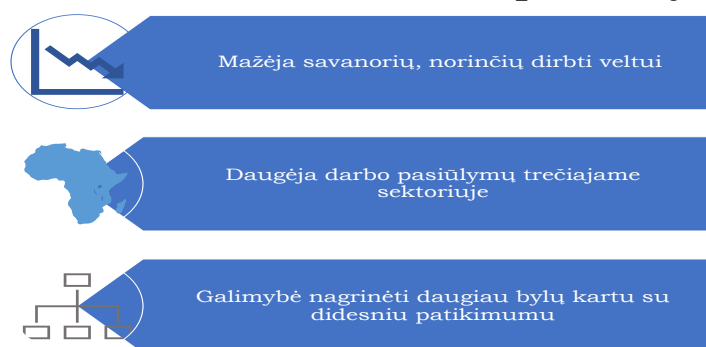 Mažėja savanorių, norinčių dirbti veltui
Daugėja darbo pasiūlymų trečiajame
sektoriuje
Galimybė nagrinėti daugiau bylų kartu su
didesniu patikimumu